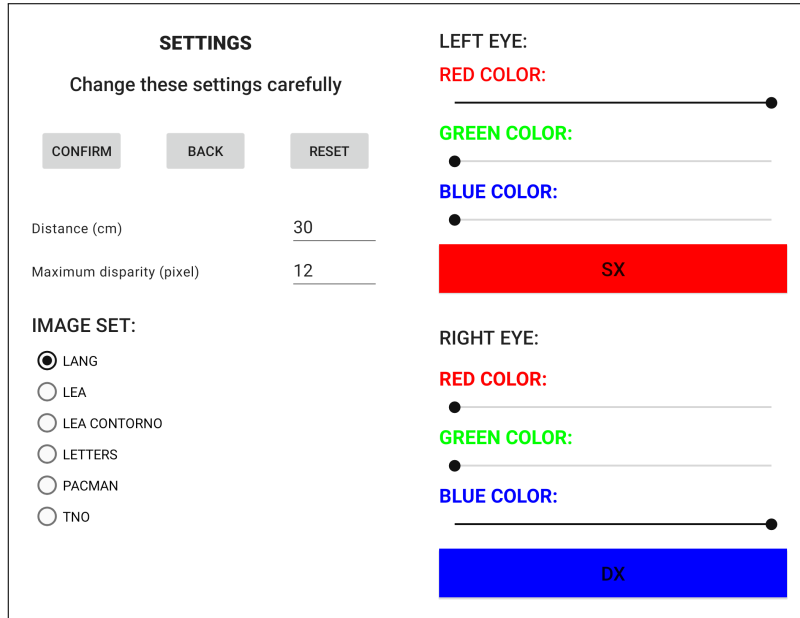 SETTINGS
Change these settings carefully
CONFIRM BACK RESET
Distance (cm) 30
Maximum disparity (pixel) 12
IMAGE SET:
LANG
LEA
LEA CONTORNO
LETTERS
PACMAN
TNO
LEFT EYE:
RED COLOR:
GREEN COLOR:
BLUE COLOR:
SX
RIGHT EYE:
RED COLOR:
GREEN COLOR:
BLUE COLOR:
DX